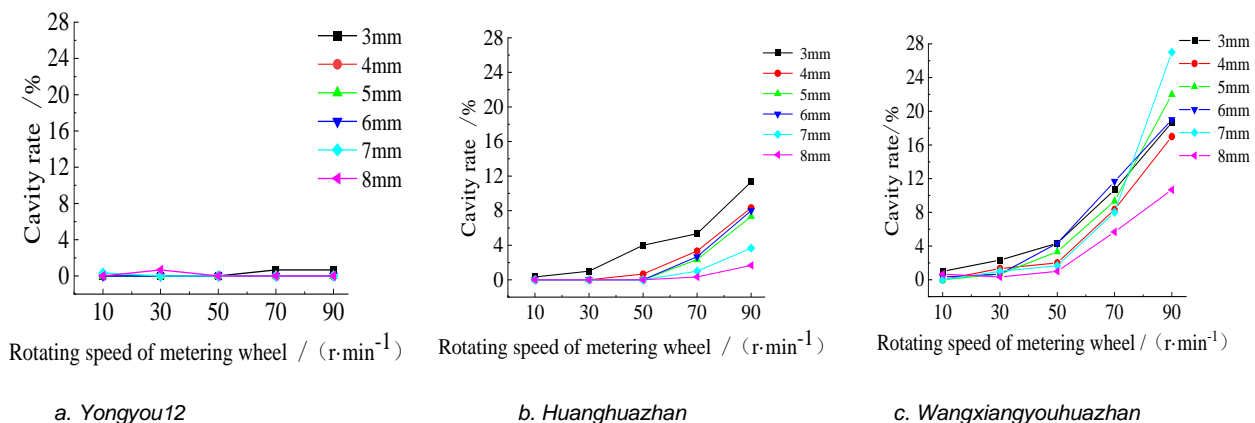 28
24
20
16
12
8
4
0
Cavity rate /%
3mm
4mm
5mm
6mm
7mm
8mm
10 30 50 70 90
Rotating speed of metering wheel /（r·min-1）
a. Yongyou12
28
24
20
16
12
8
4
0
Cavity rate /%
3mm
4mm
5mm
6mm
7mm
8mm
10 30 50 70 90
Rotating speed of metering wheel /（r·min-1）
b. Huanghuazhan
28
24
20
16
12
8
4
0
Cavity rate/%
3mm
4mm
5mm
6mm
7mm
8mm
10 30 50 70 90
Rotating speed of metering wheel/（r·min-1）
c. Wangxiangyouhuazhan